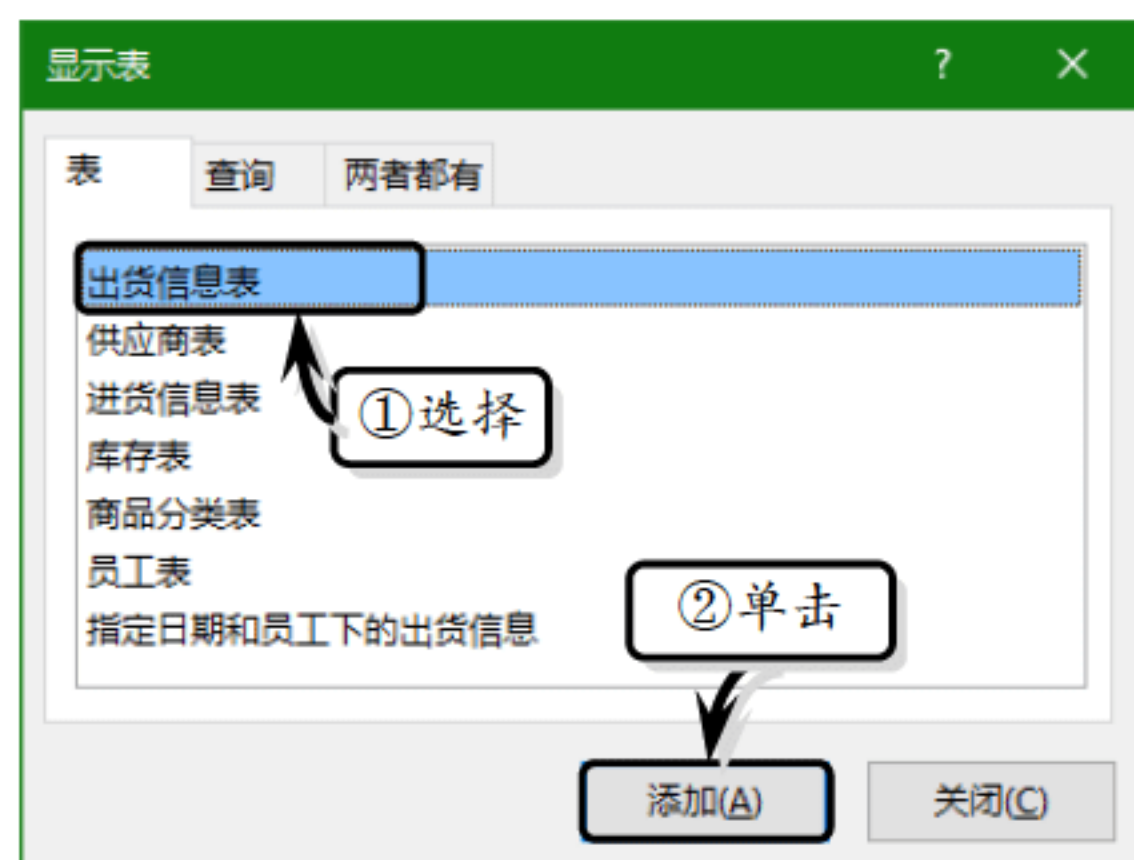 显示表 ? ×
表 查询 两者都有
出货信息表
供应商表
进货信息表
①选择
库存表
商品分类表
员工表
②单击
指定日期和员工下的出货信息
添加(A) 关闭(C)